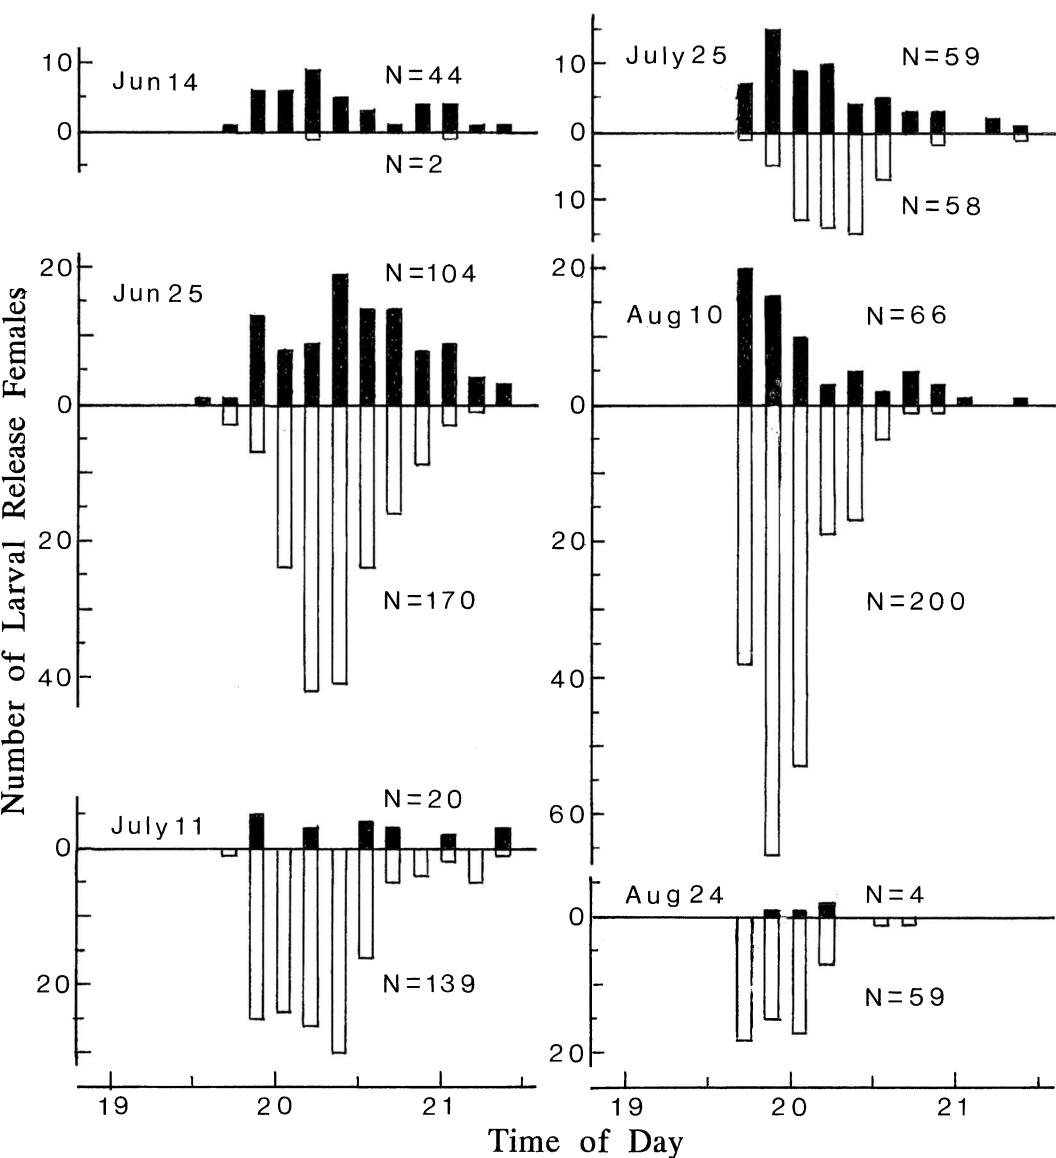 Number of Larval Release Females
10
0
Jun 14
N=44
N=2
20
0
20
40
Jun 25
N=104
N=170
0
20
July 11
N=20
N=139
19
20
21
10
0
10
July 25
N=59
N=58
20
0
20
40
60
Aug 10
N=66
N=200
0
20
Aug 24
N=4
N=59
19
20
21
Time of Day